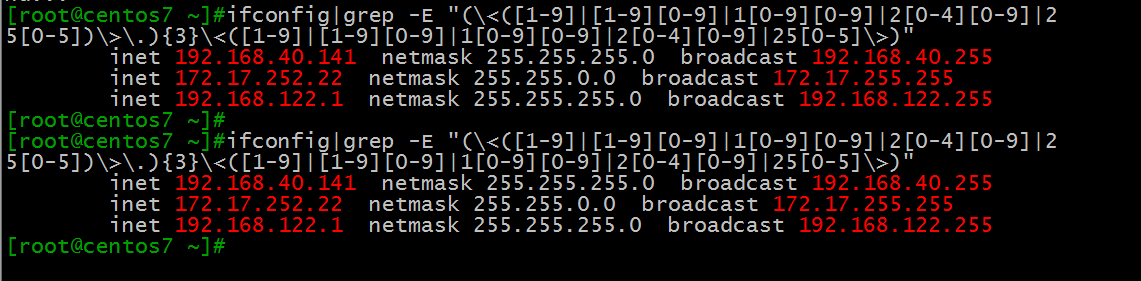 [root@centos7 ~]#ifconfig|grep -E "(\<([1-9]|[1-9][0-9]|1[0-9][0-9]|2[0-4][0-9]|2
5[0-5])\>\.){3}\<([1-9]|[1-9][0-9]|1[0-9][0-9]|2[0-4][0-9]|25[0-5]\>)"
        inet 192.168.40.141  netmask 255.255.255.0  broadcast 192.168.40.255
        inet 172.17.252.22  netmask 255.255.0.0  broadcast 172.17.255.255
        inet 192.168.122.1  netmask 255.255.255.0  broadcast 192.168.122.255
[root@centos7 ~]#
[root@centos7 ~]#ifconfig|grep -E "(\<([1-9]|[1-9][0-9]|1[0-9][0-9]|2[0-4][0-9]|2
5[0-5])\>\.){3}\<([1-9]|[1-9][0-9]|1[0-9][0-9]|2[0-4][0-9]|25[0-5]\>)"
        inet 192.168.40.141  netmask 255.255.255.0  broadcast 192.168.40.255
        inet 172.17.252.22  netmask 255.255.0.0  broadcast 172.17.255.255
        inet 192.168.122.1  netmask 255.255.255.0  broadcast 192.168.122.255
[root@centos7 ~]#